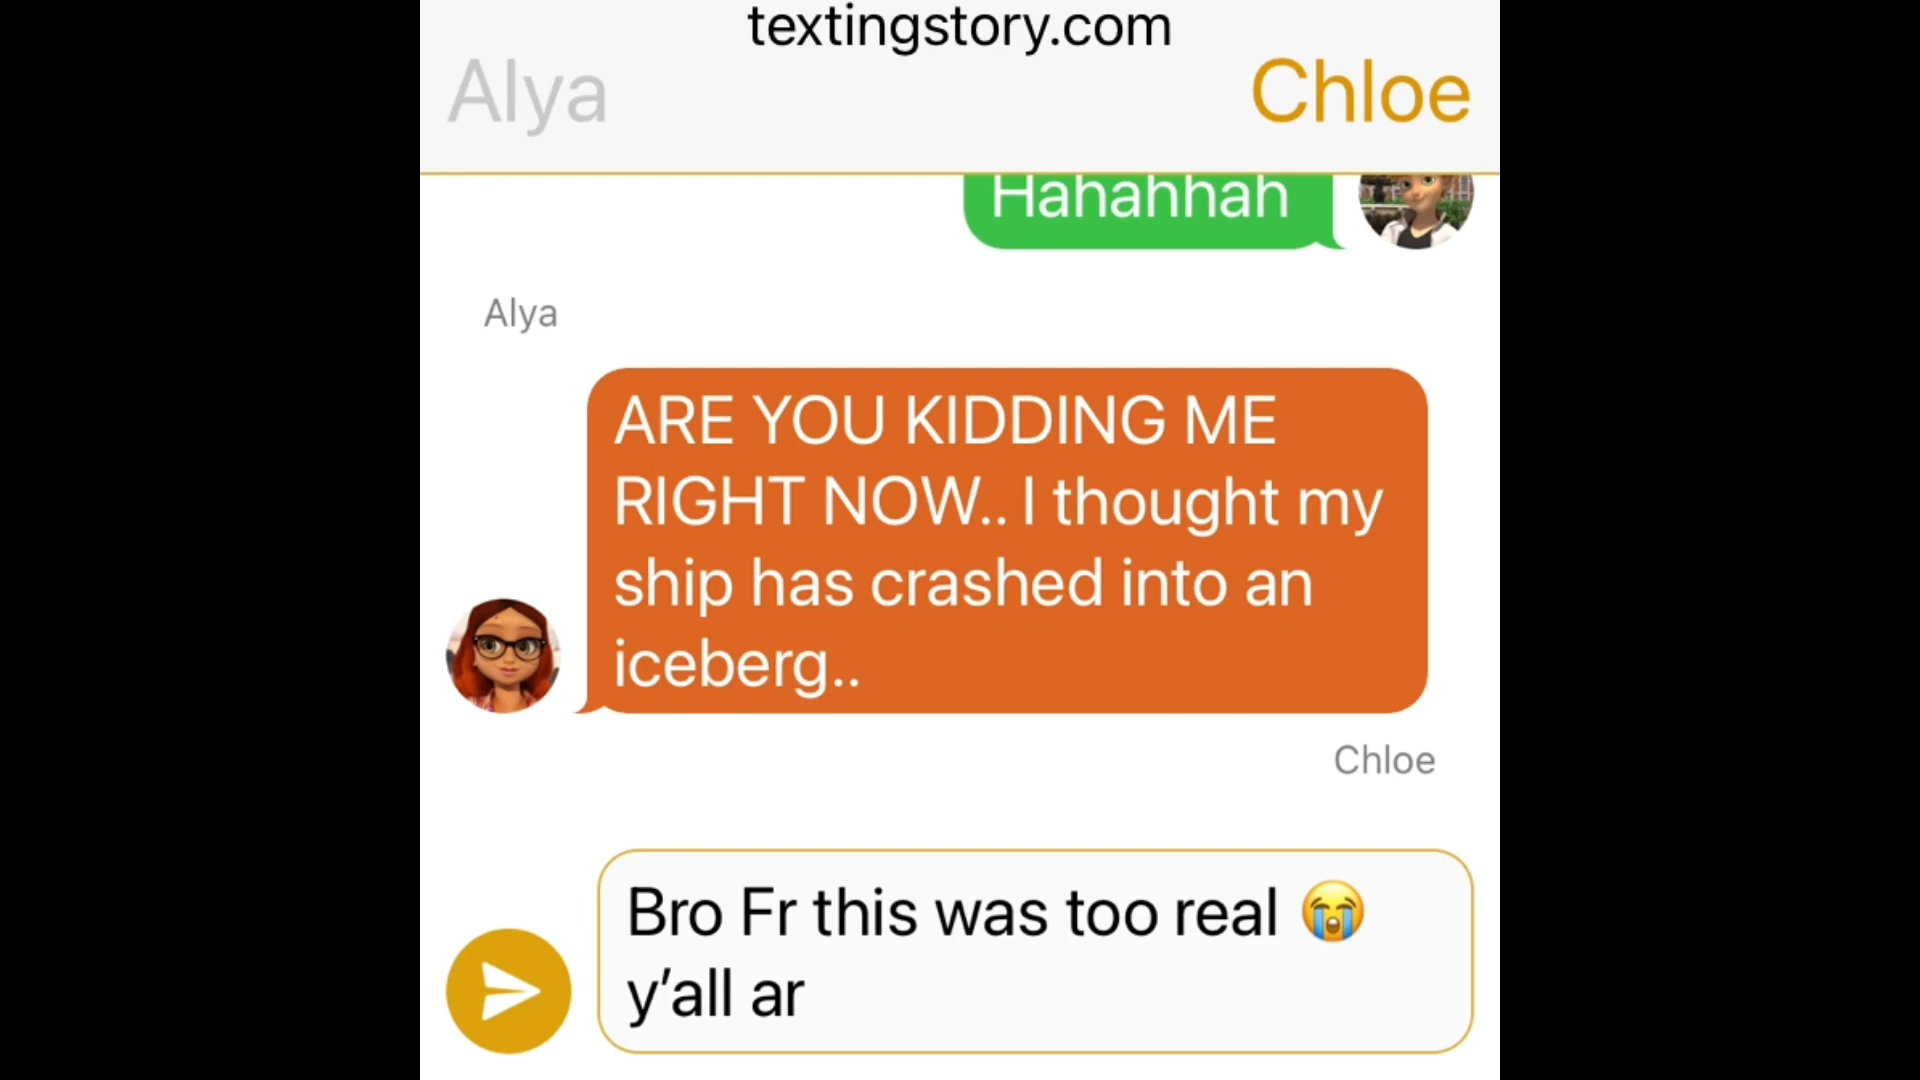 textingstory.com
Alya
Chloe
Hahahhah
Alya
ARE YOU KIDDING ME
RIGHT NOW.. I thought my
ship has crashed into an
iceberg..
Chloe
Bro Fr this was too real 😭
y’all ar